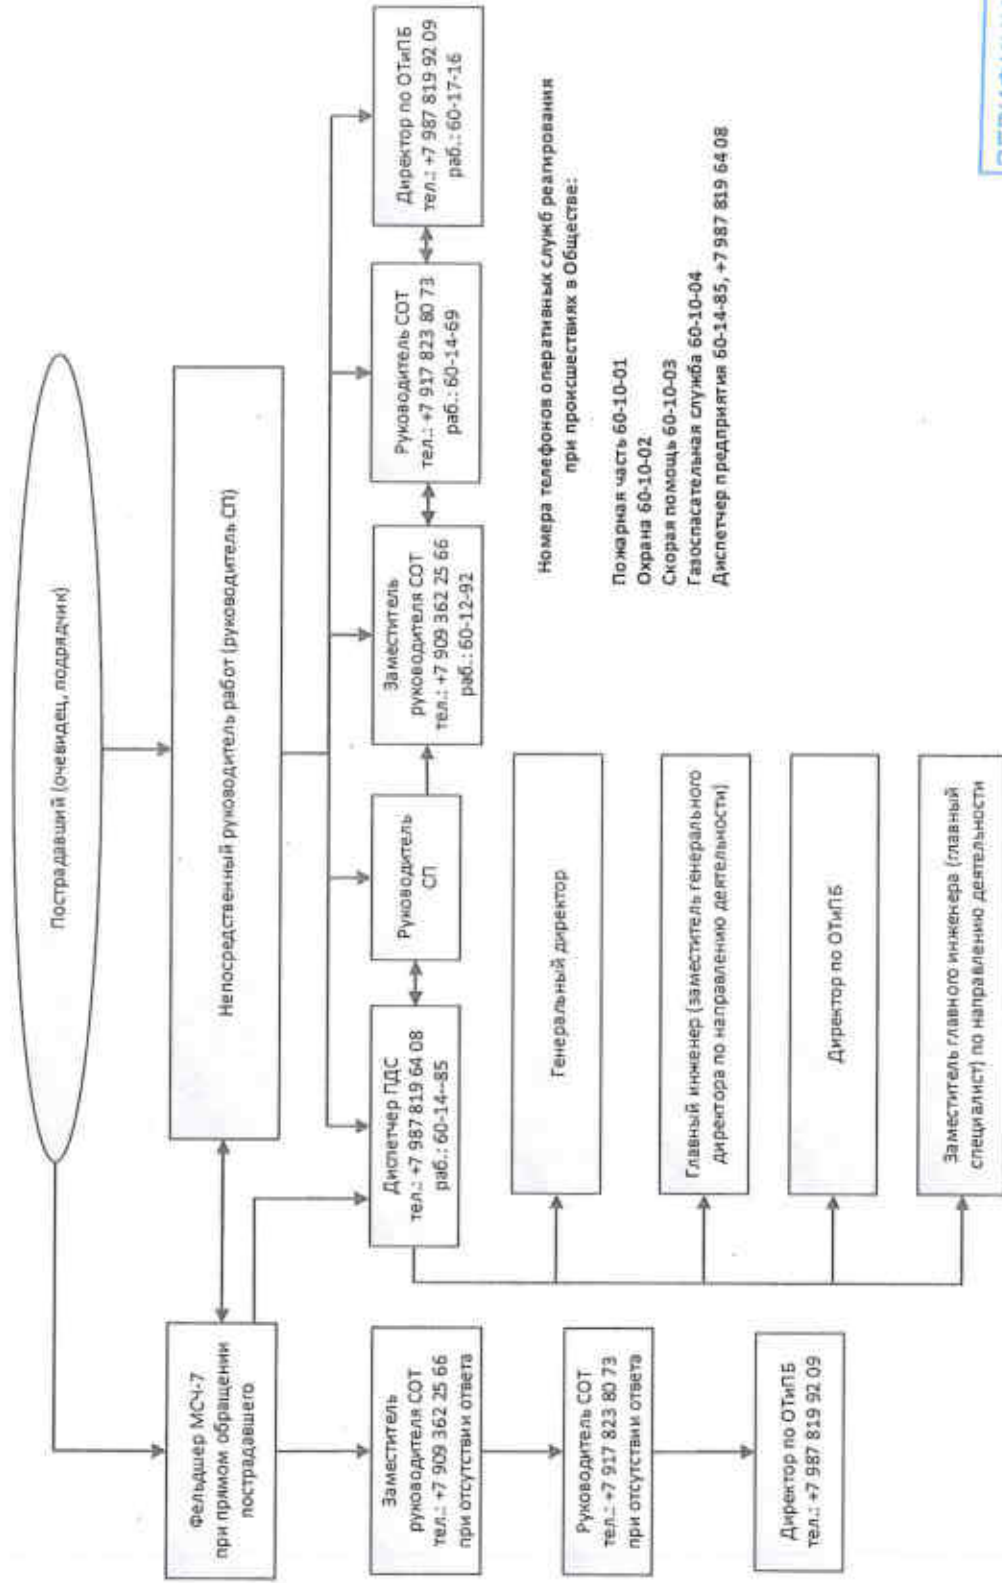 Пострадавший (очевидец, подрядчик)
Фельдшер МСЧ-7
при прямом обращении
пострадавшего
Непосредственный руководитель работ (руководитель СП)
Заместитель
руководителя СОТ
тел.: +7 909 362 25 66
при отсутствии ответа
Диспетчер ПДС
тел.: +7 987 819 64 08
раб.: 60-14--85
Руководитель
СП
Заместитель
руководителя СОТ
тел.: +7 909 362 25 66
раб.: 60-12-92
Руководитель СОТ
тел.: +7 917 823 80 73
раб.: 60-14-69
Директор по ОТиПБ
тел.: +7 987 819 92 09
раб.: 60-17-16
Руководитель СОТ
тел.: +7 917 823 80 73
при отсутствии ответа
Директор по ОТиПБ
тел.: +7 987 819 92 09
Генеральный директор
Главный инженер (заместитель генерального
директора по направлению деятельности)
Директор по ОТиПБ
Заместитель главного инженера (главный
специалист) по направлению деятельности
Номера телефонов оперативных служб реагирования
при происшествиях в Обществе:
Пожарная часть 60-10-01
Охрана 60-10-02
Скорая помощь 60-10-03
Газоспасательная служба 60-10-04
Диспетчер предприятия 60-14-85, +7 987 819 64 08